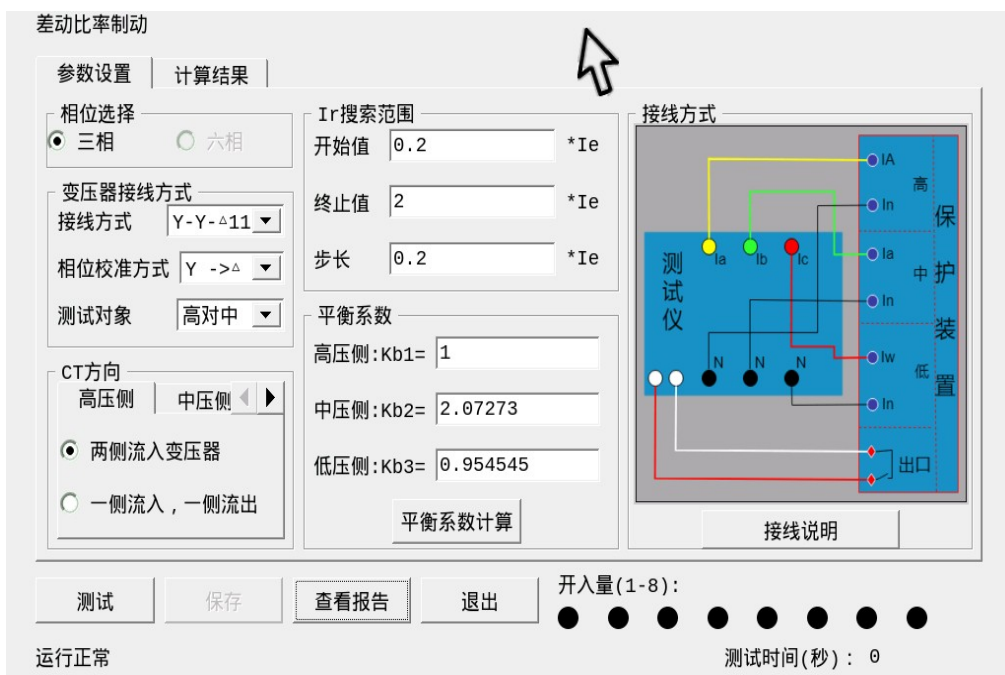 差动比率制动
参数设置 计算结果
相位选择
三相 六相
变压器接线方式
接线方式 Y-Y-△11
相位校准方式 Y ->△
测试对象 高对中
CT方向
高压侧 中压侧
两侧流入变压器
一侧流入,一侧流出
Ir搜索范围
开始值 0.2 *Ie
终止值 2 *Ie
步长 0.2 *Ie
平衡系数
高压侧:Kb1= 1
中压侧:Kb2= 2.07273
低压侧:Kb3= 0.954545
平衡系数计算
接线方式
测试仪
Ia Ib Ic
N N N
IA
高
In
Ia
中
In
Iw
低
In
出口
保护装置
接线说明
测试 保存 查看报告 退出
开入量(1-8):
运行正常
测试时间(秒): 0